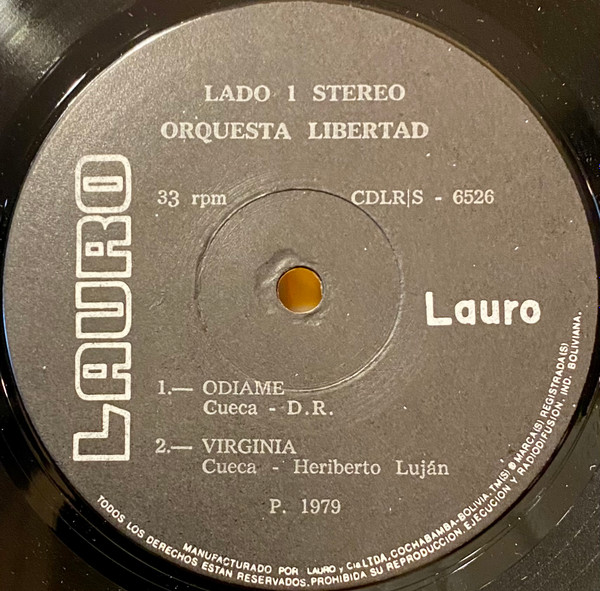 LADO 1 STEREO
ORQUESTA LIBERTAD
33 rpm
CDLR|S - 6526
LAURO
Lauro
1.— ODIAME
Cueca - D.R.
2.— VIRGINIA
Cueca - Heriberto Luján
P. 1979
MANUFACTURADO POR LAURO y Cia. LTDA. COCHABAMBA-BOLIVIA. TM(S) ® MARCA(S) REGISTRADA(S)
TODOS LOS DERECHOS ESTAN RESERVADOS. PROHIBIDA SU REPRODUCCION, EJECUCION Y RADIODIFUSION. IND. BOLIVIANA.